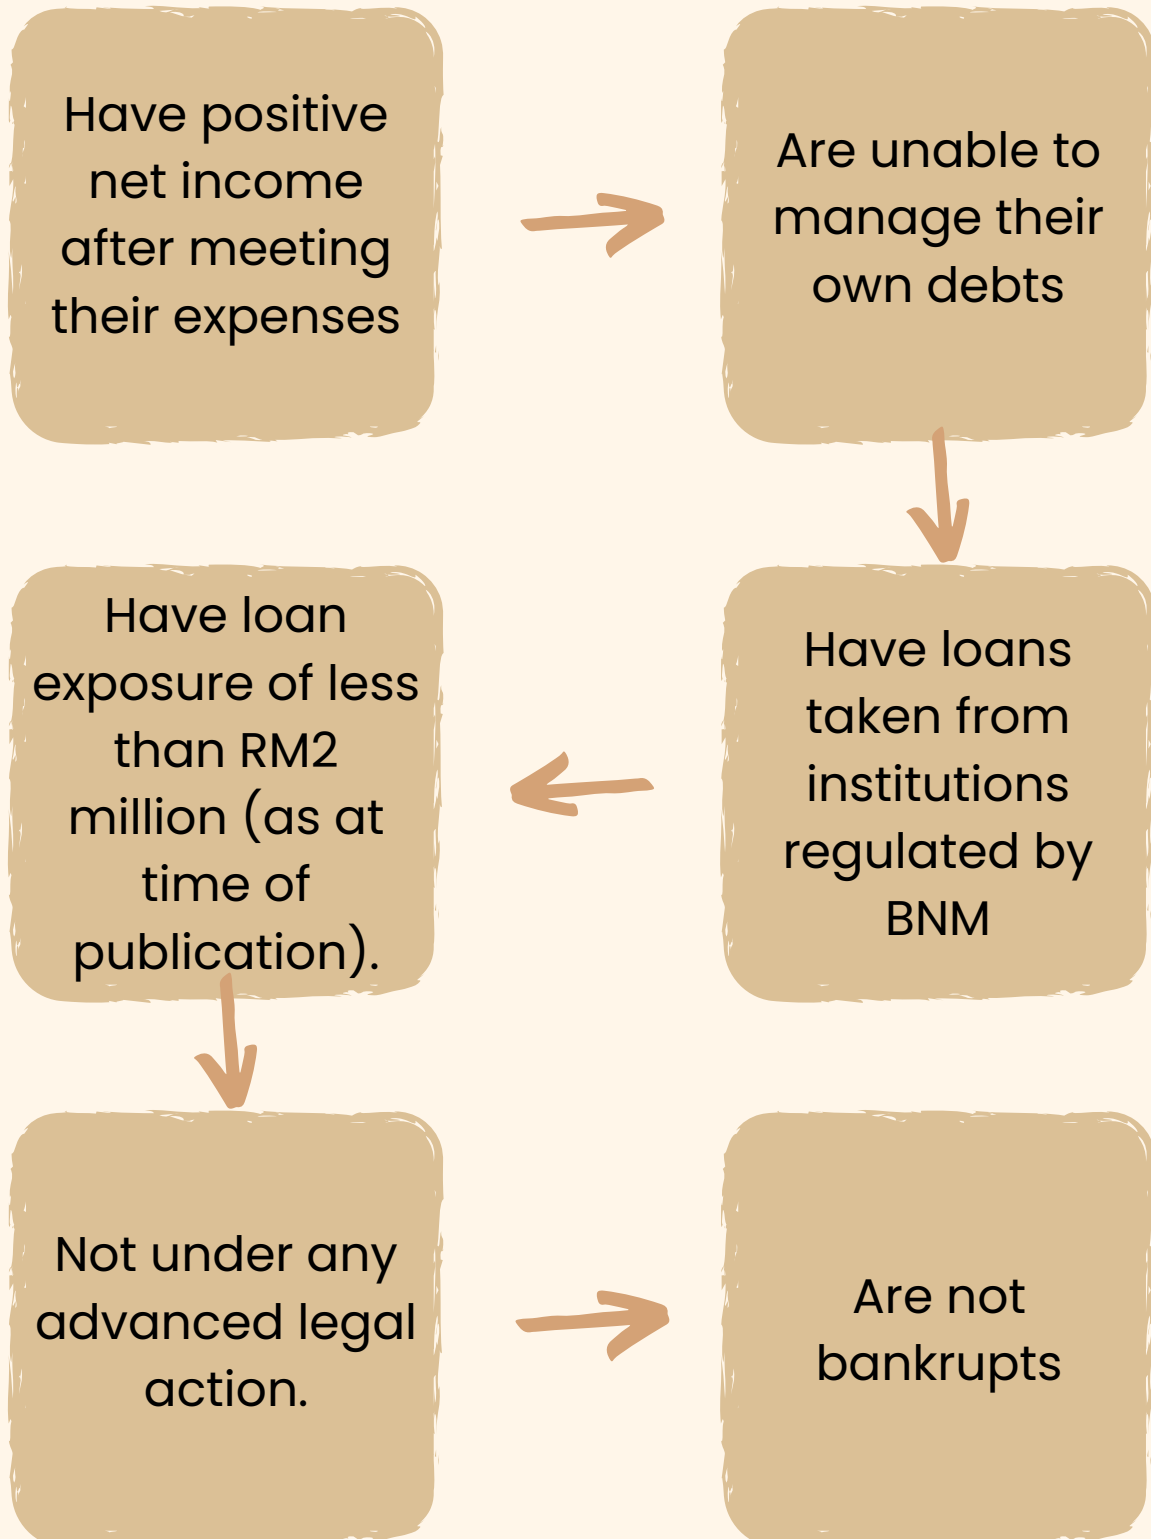 Have positive
net income
after meeting
their expenses
Are unable to
manage their
own debts
Have loans
taken from
institutions
regulated by
BNM
Have loan
exposure of less
than RM2
million (as at
time of
publication).
Not under any
advanced legal
action.
Are not
bankrupts